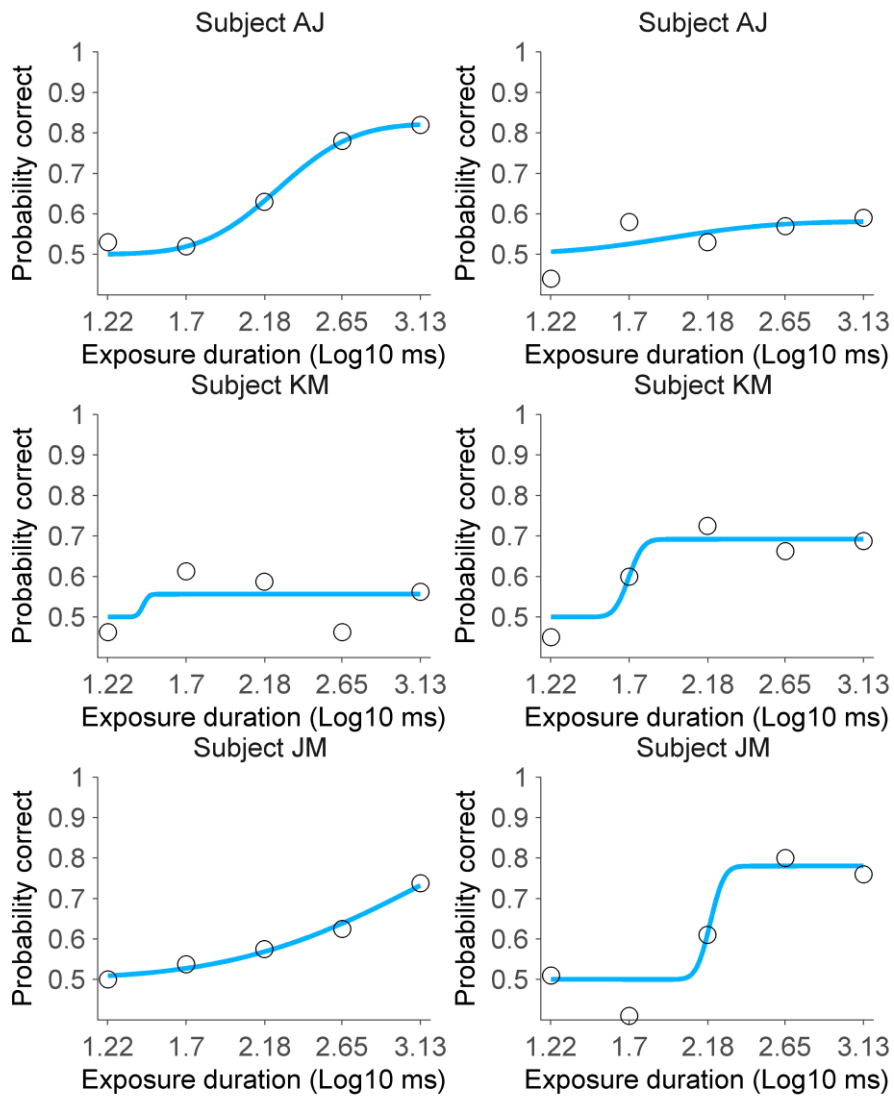 Subject AJ
Probability correct
1
0.9
0.8
0.7
0.6
0.5
1.22 1.7 2.18 2.65 3.13
Exposure duration (Log10 ms)
Subject AJ
Probability correct
1
0.9
0.8
0.7
0.6
0.5
1.22 1.7 2.18 2.65 3.13
Exposure duration (Log10 ms)
Subject KM
Probability correct
1
0.9
0.8
0.7
0.6
0.5
1.22 1.7 2.18 2.65 3.13
Exposure duration (Log10 ms)
Subject KM
Probability correct
1
0.9
0.8
0.7
0.6
0.5
1.22 1.7 2.18 2.65 3.13
Exposure duration (Log10 ms)
Subject JM
Probability correct
1
0.9
0.8
0.7
0.6
0.5
1.22 1.7 2.18 2.65 3.13
Exposure duration (Log10 ms)
Subject JM
Probability correct
1
0.9
0.8
0.7
0.6
0.5
1.22 1.7 2.18 2.65 3.13
Exposure duration (Log10 ms)